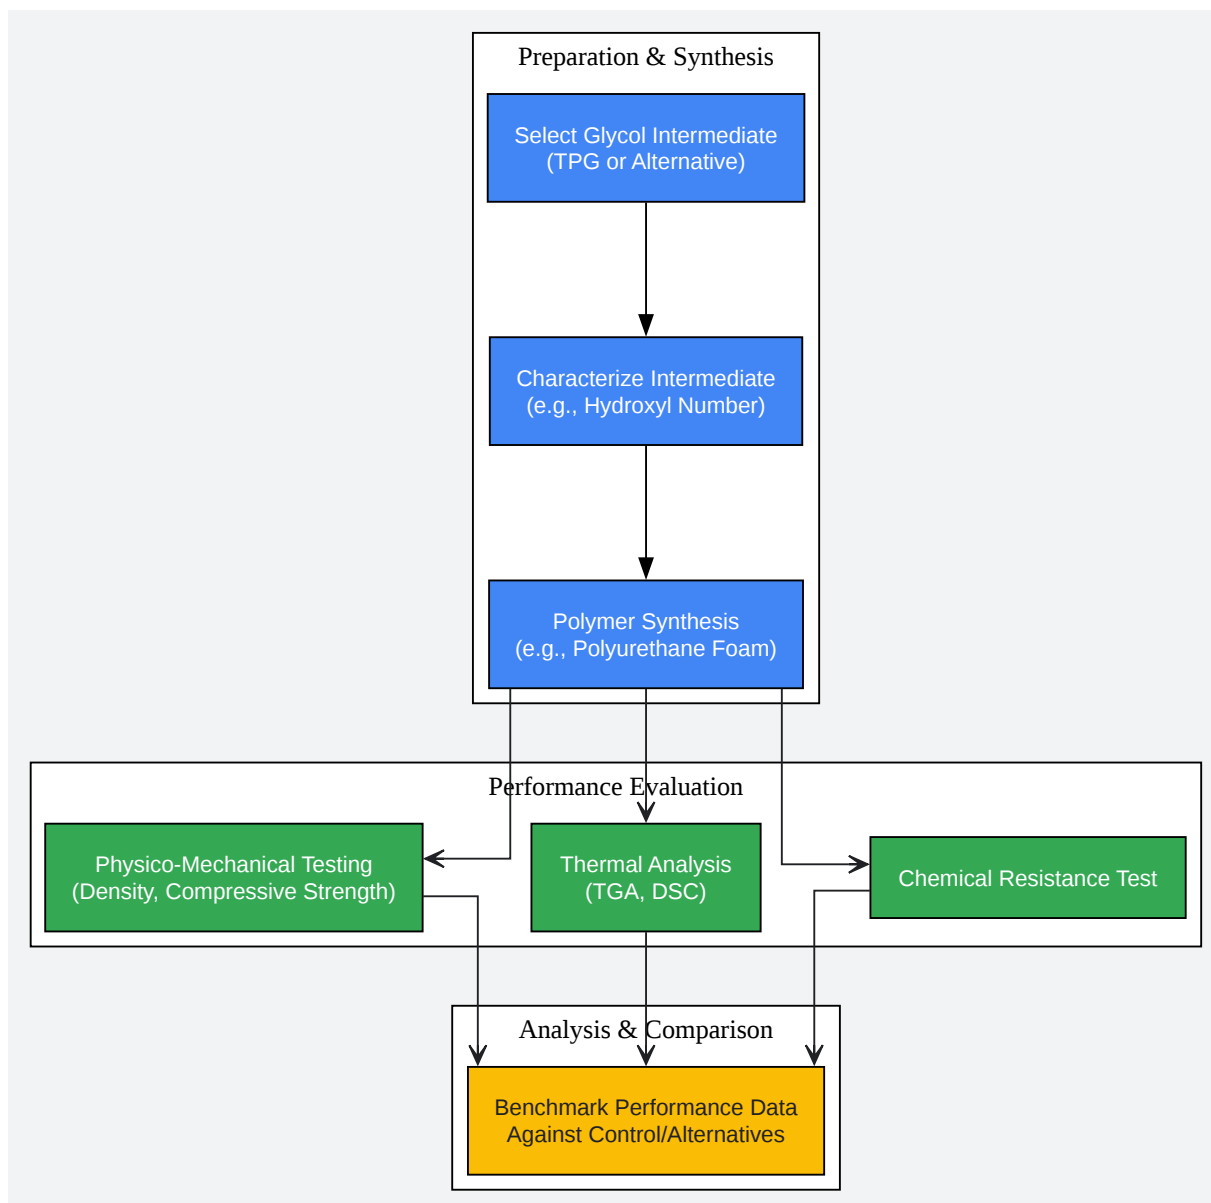 Preparation & Synthesis
Select Glycol Intermediate
(TPG or Alternative)
Characterize Intermediate
(e.g., Hydroxyl Number)
Polymer Synthesis
(e.g., Polyurethane Foam)
Performance Evaluation
Physico-Mechanical Testing
(Density, Compressive Strength)
Thermal Analysis
(TGA, DSC)
Chemical Resistance Test
Analysis & Comparison
Benchmark Performance Data
Against Control/Alternatives